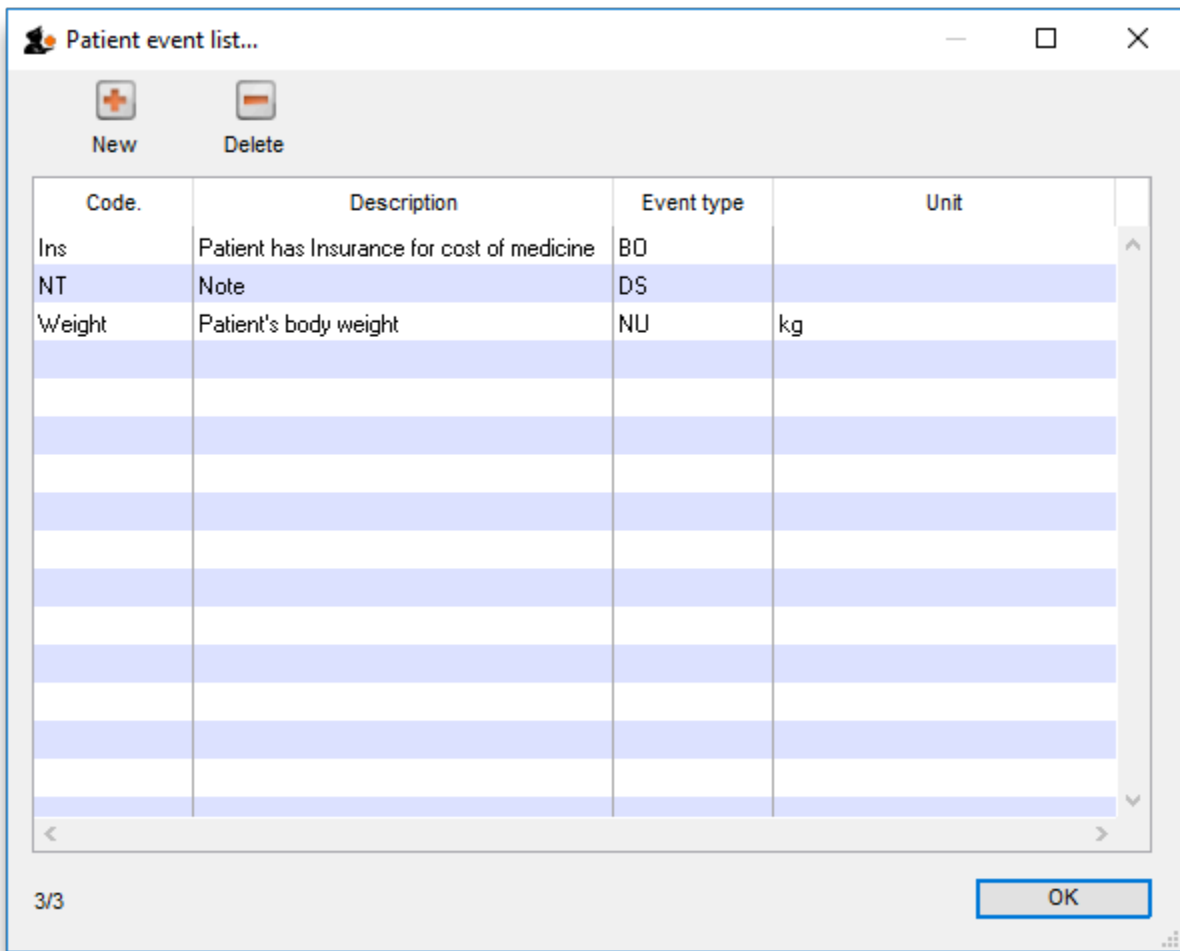 Patient event list...
New Delete
Code. Description Event type Unit
Ins Patient has Insurance for cost of medicine BO
NT Note DS
Weight Patient's body weight NU kg
3/3 OK